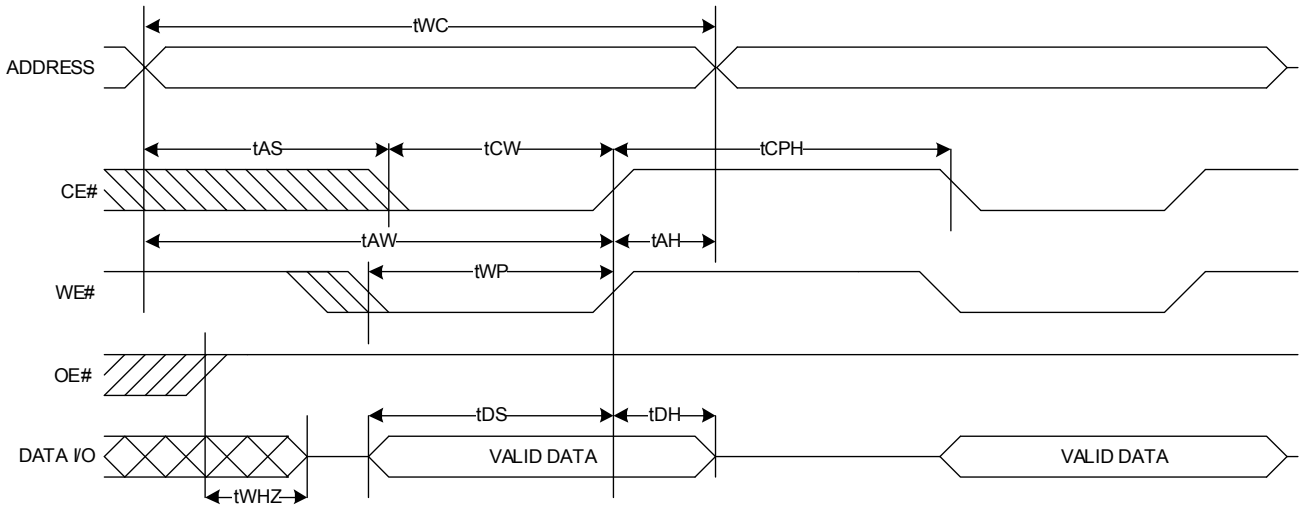 tWC
ADDRESS
tAS tCW tCPH
CE#
tAW tAH
tWP
WE#
OE#
tDS tDH
DATA I/O VALID DATA VALID DATA
tWHZ